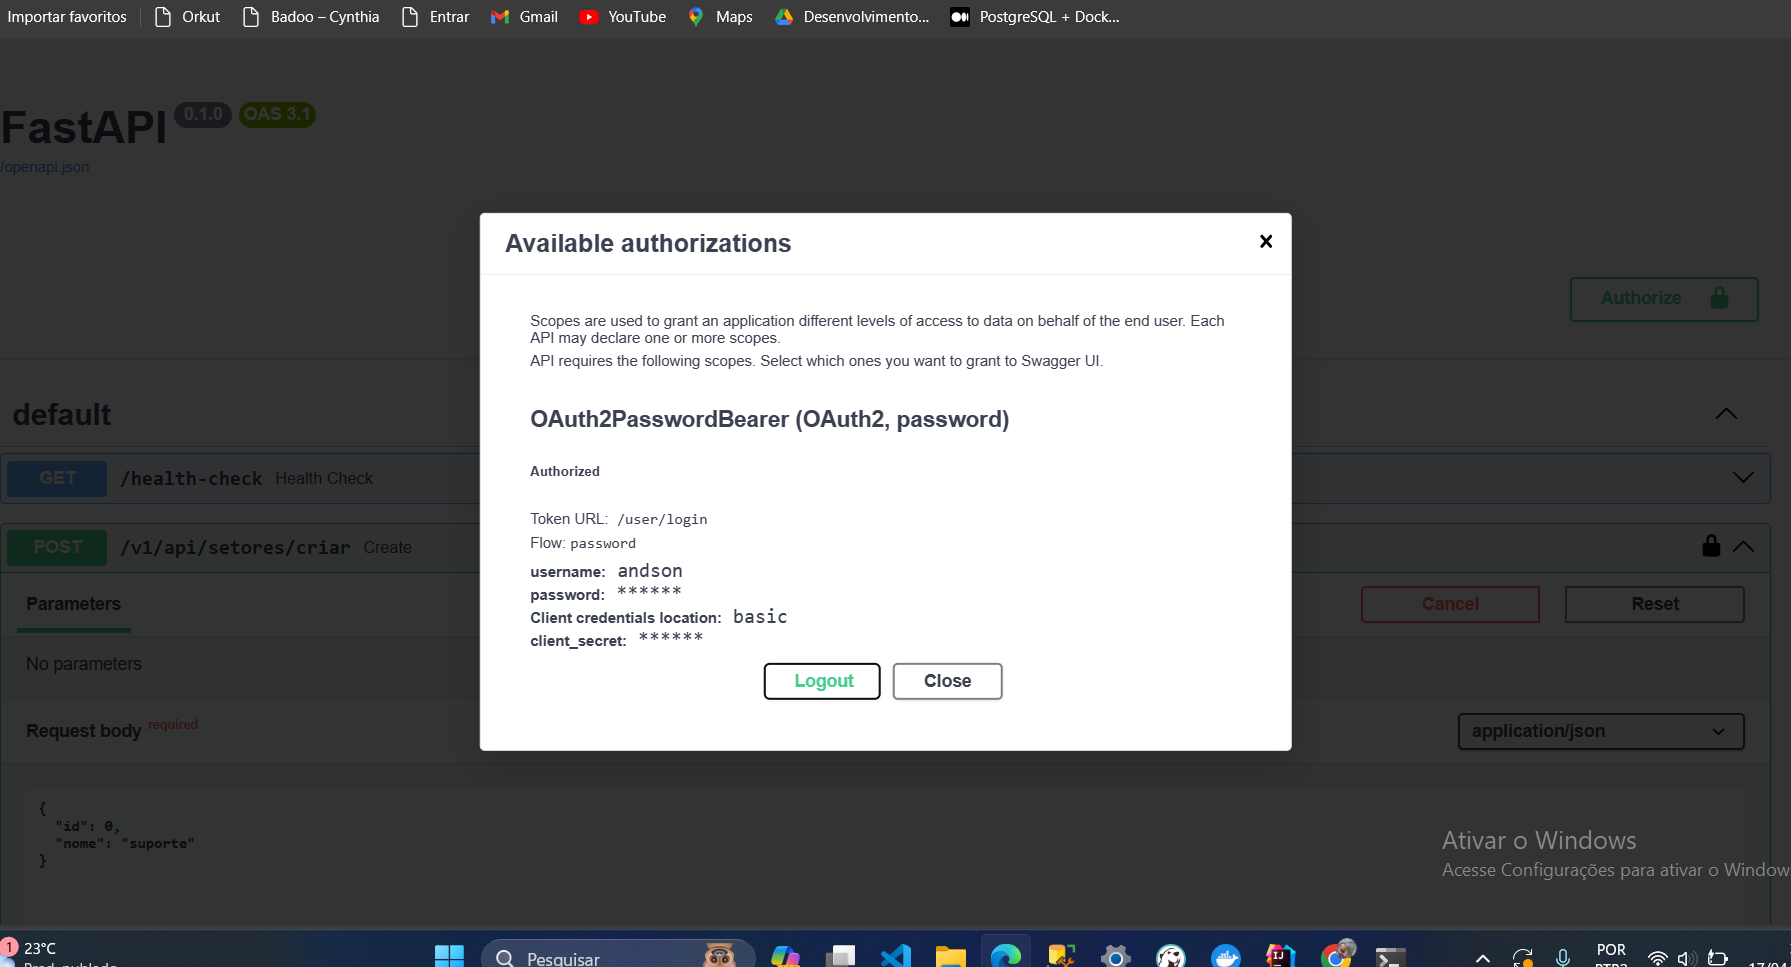 Importar favoritos Orkut Badoo – Cynthia Entrar Gmail YouTube Maps Desenvolvimento... PostgreSQL + Dock...
FastAPI 0.1.0 OAS 3.1
/openapi.json
Available authorizations
Scopes are used to grant an application different levels of access to data on behalf of the end user. Each
API may declare one or more scopes.
API requires the following scopes. Select which ones you want to grant to Swagger UI.
OAuth2PasswordBearer (OAuth2, password)
Authorized
Token URL: /user/login
Flow: password
username: andson
password: ******
Client credentials location: basic
client_secret: ******
Logout Close
Authorize
default
GET /health-check Health Check
POST /v1/api/setores/criar Create
Parameters
Cancel Reset
No parameters
Request body required
application/json
{
"id": 0,
"nome": "suporte"
}
Ativar o Windows
Acesse Configurações para ativar o Window
1 23°C
Pesquisar
POR